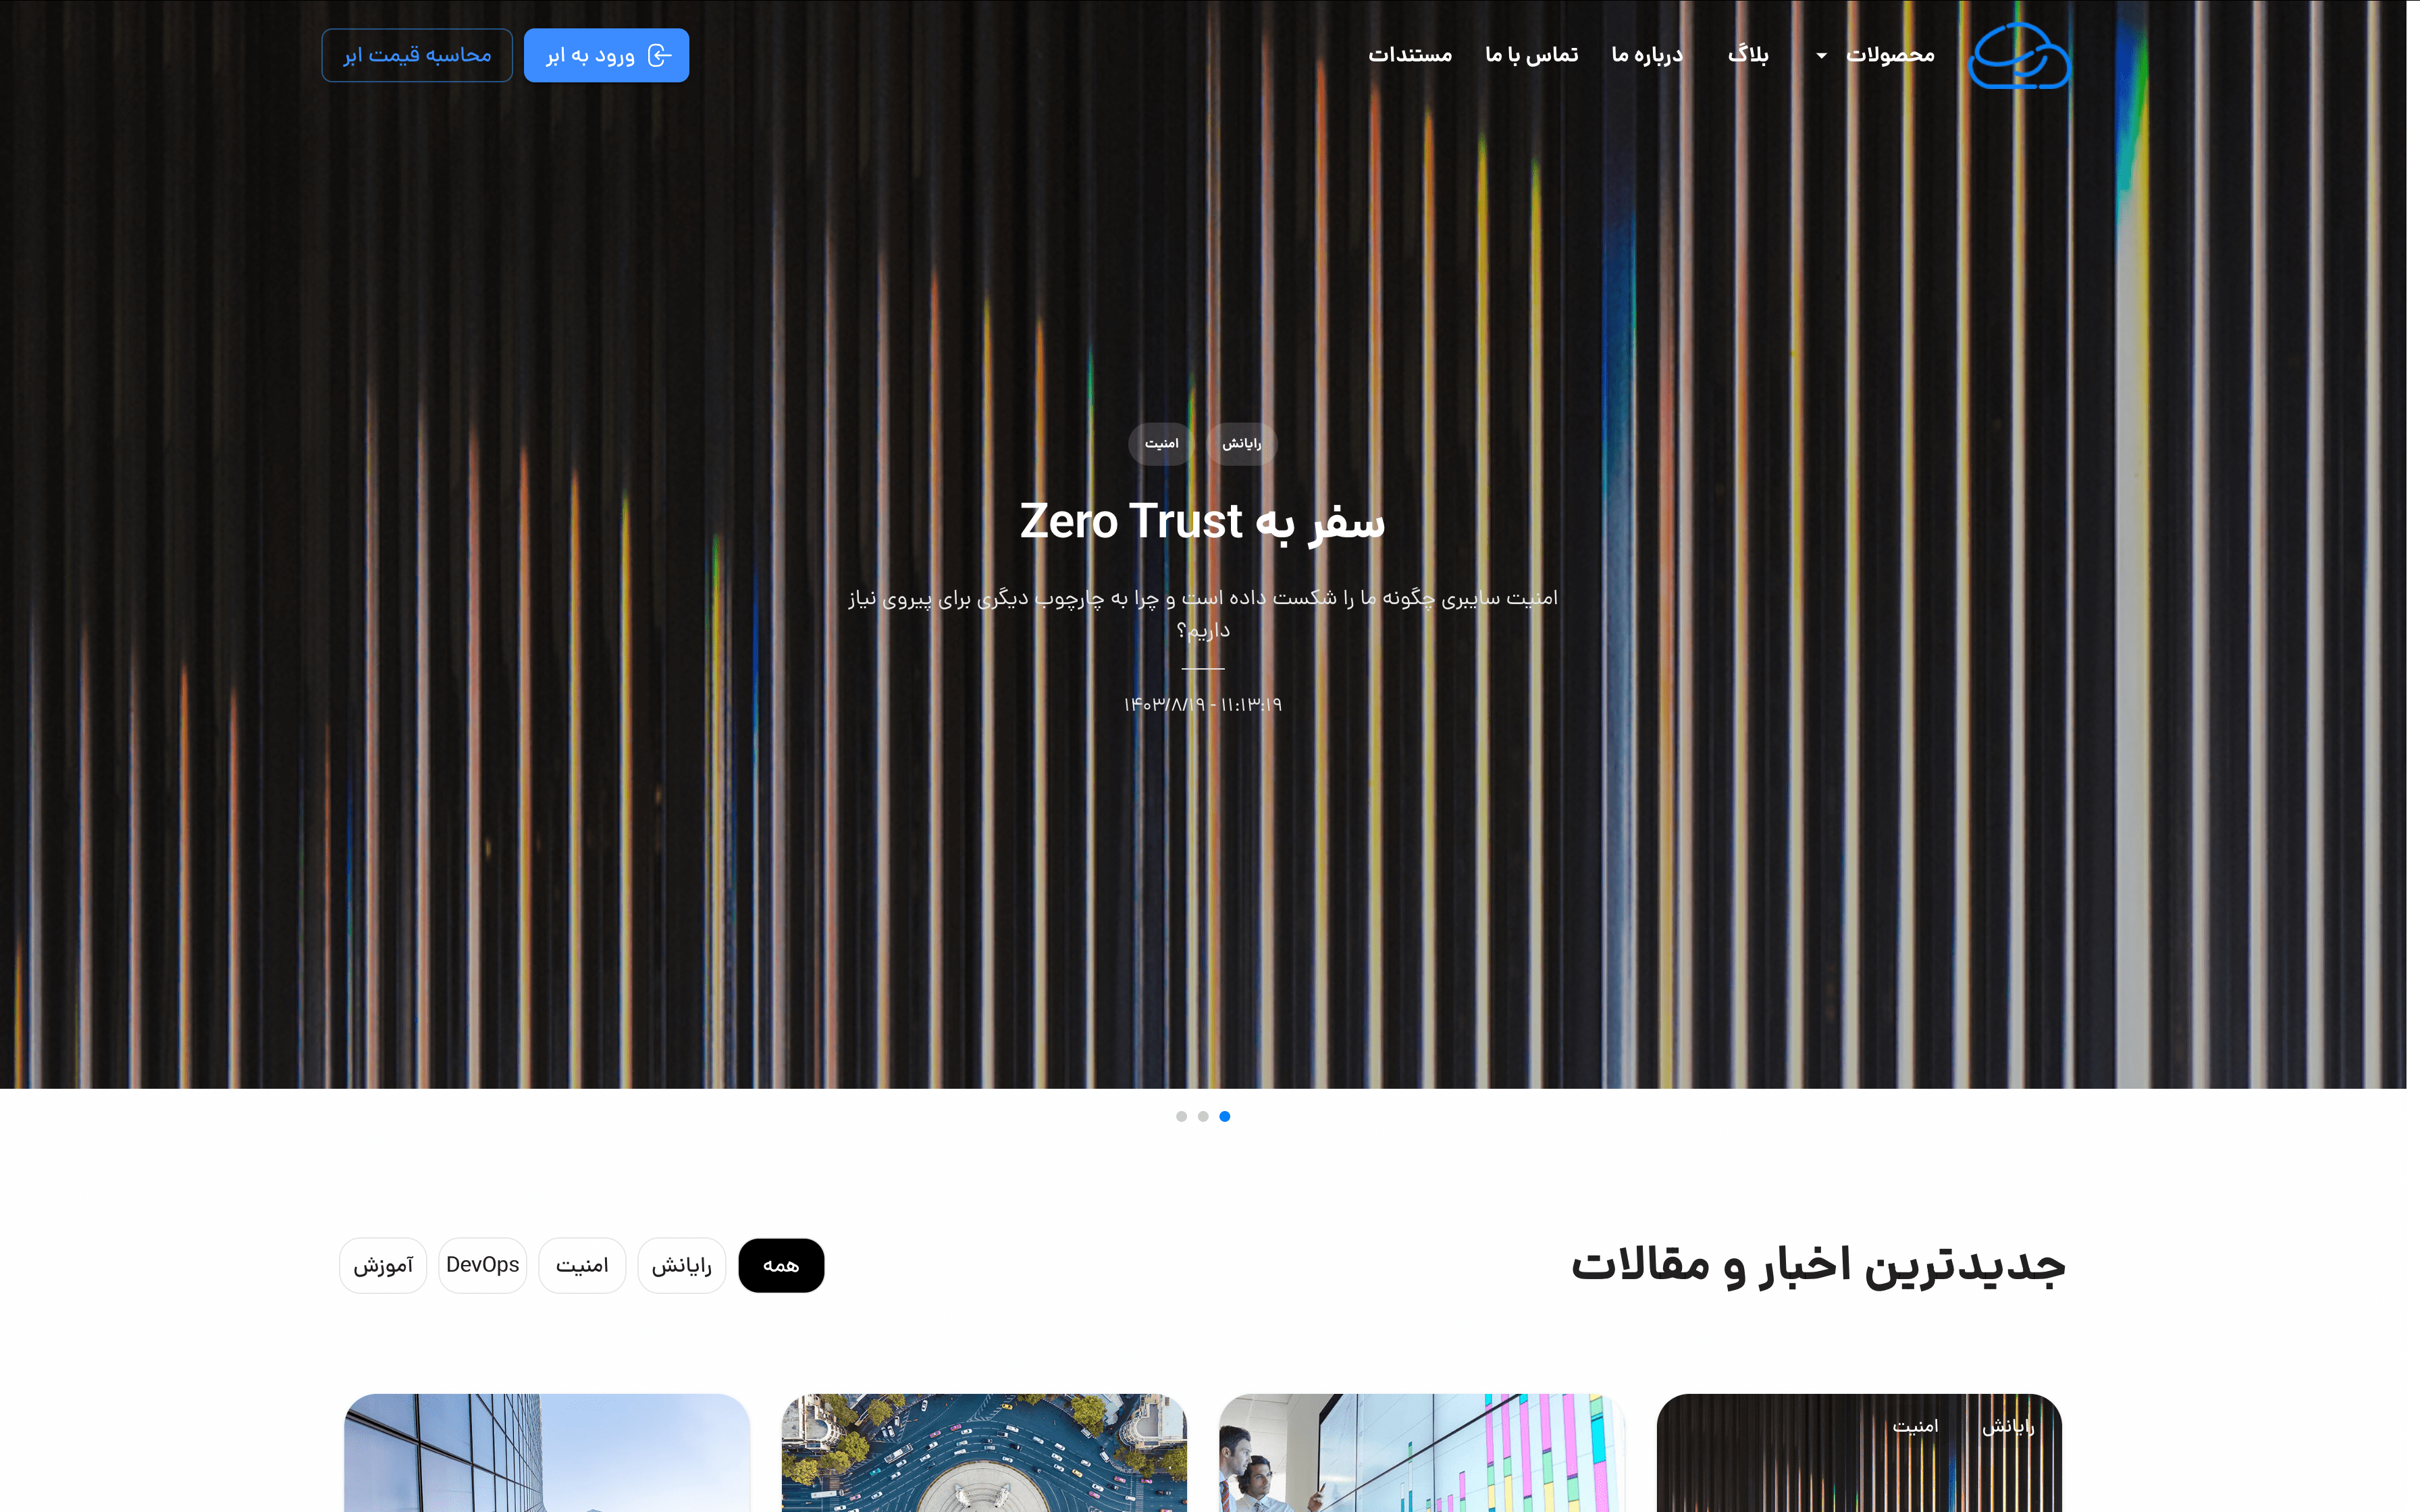 محصولات
بلاگ
درباره ما
تماس با ما
مستندات
ورود به ابر
محاسبه قیمت ابر
رایانش
امنیت
سفر به Zero Trust
امنیت سایبری چگونه ما را شکست داده است و چرا به چارچوب دیگری برای پیروی نیاز
داریم؟
۱۴۰۳/۸/۱۹ - ۱۱:۱۳:۱۹
جدیدترین اخبار و مقالات
همه
رایانش
امنیت
DevOps
آموزش
رایانش
امنیت